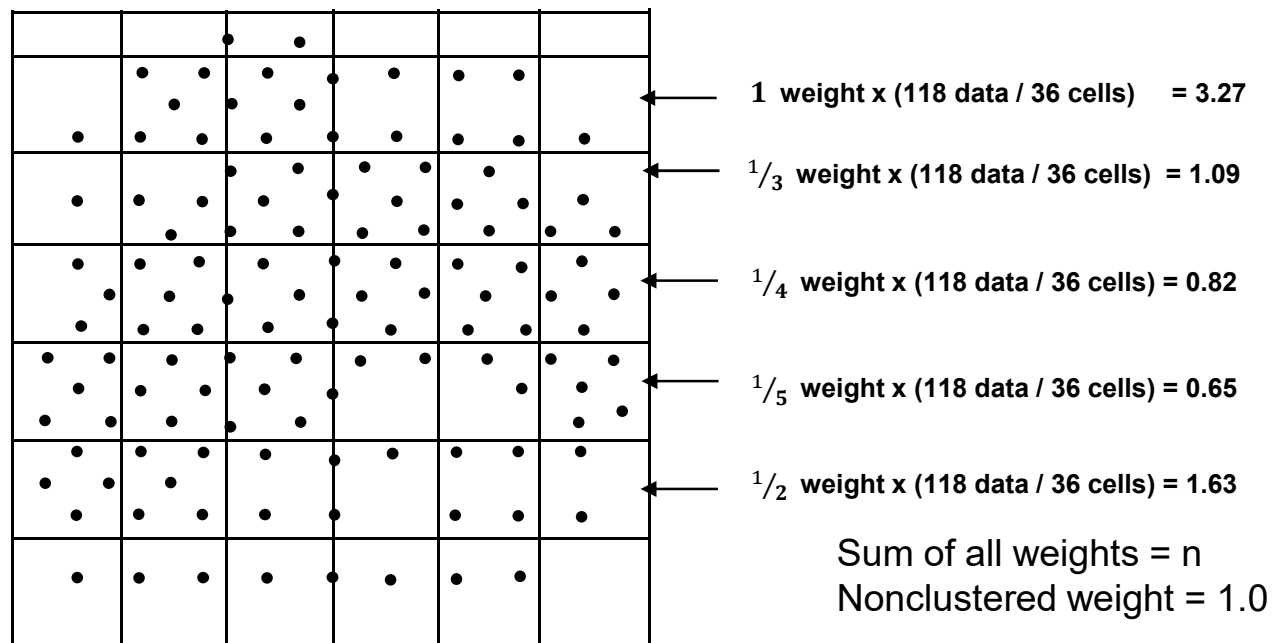 1 weight x (118 data / 36 cells) = 3.27
1/3 weight x (118 data / 36 cells) = 1.09
1/4 weight x (118 data / 36 cells) = 0.82
1/5 weight x (118 data / 36 cells) = 0.65
1/2 weight x (118 data / 36 cells) = 1.63
Sum of all weights = n
Nonclustered weight = 1.0